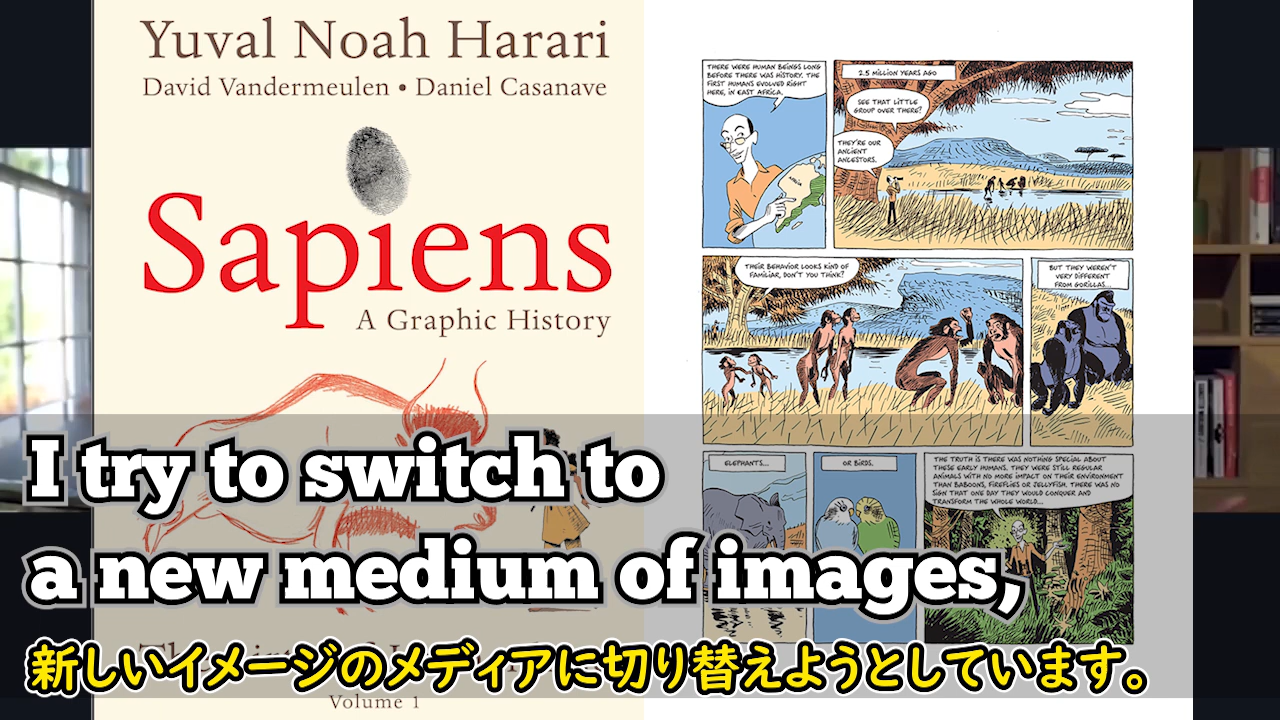 Yuval Noah Harari
David Vandermeulen • Daniel Casanave
Sapiens
A Graphic History
Volume 1
THERE WERE HUMAN BEINGS LONG
BEFORE THERE WAS HISTORY. THE
FIRST HUMANS EVOLVED RIGHT
HERE, IN EAST AFRICA.
2.5 MILLION YEARS AGO
SEE THAT LITTLE
GROUP OVER THERE?
THEY'RE OUR
ANCIENT
ANCESTORS.
THEIR BEHAVIOR LOOKS KIND OF
FAMILIAR, DON'T YOU THINK?
BUT THEY WEREN'T
VERY DIFFERENT
FROM GORILLAS...
ELEPHANTS...
OR BIRDS.
THE TRUTH IS THERE WAS NOTHING SPECIAL ABOUT
THESE EARLY HUMANS. THEY WERE STILL REGULAR
ANIMALS WITH NO MORE IMPACT ON THEIR ENVIRONMENT
THAN BABOONS, FIREFLIES OR JELLYFISH. THERE WAS NO
SIGN THAT ONE DAY THEY WOULD CONQUER AND
TRANSFORM THE WHOLE WORLD...
I try to switch to
a new medium of images,
新しいイメージのメディアに切り替えようとしています。